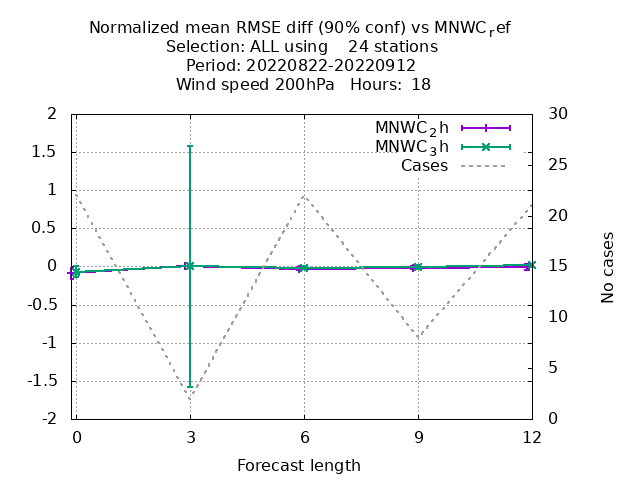 Normalized mean RMSE diff (90% conf) vs MNWC_ref
Selection: ALL using    24 stations
Period: 20220822-20220912
Wind speed 200hPa   Hours:  18
MNWC_2h
MNWC_3h
Cases
2
1.5
1
0.5
0
-0.5
-1
-1.5
-2
30
25
20
15
10
5
0
No cases
0 3 6 9 12
Forecast length